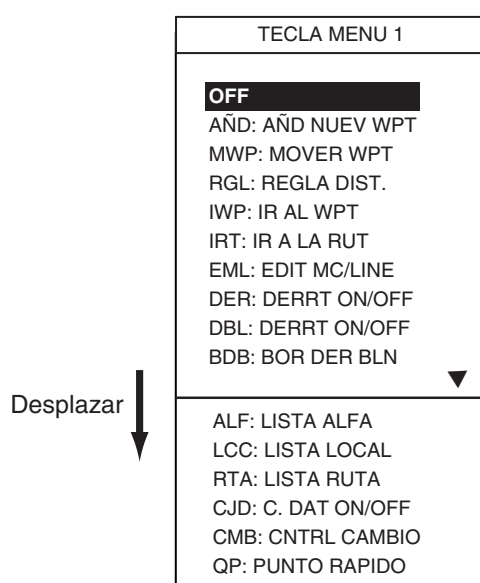 TECLA MENU 1
OFF
AÑD: AÑD NUEV WPT
MWP: MOVER WPT
RGL: REGLA DIST.
IWP: IR AL WPT
IRT: IR A LA RUT
EML: EDIT MC/LINE
DER: DERRT ON/OFF
DBL: DERRT ON/OFF
BDB: BOR DER BLN
Desplazar
ALF: LISTA ALFA
LCC: LISTA LOCAL
RTA: LISTA RUTA
CJD: C. DAT ON/OFF
CMB: CNTRL CAMBIO
QP: PUNTO RAPIDO